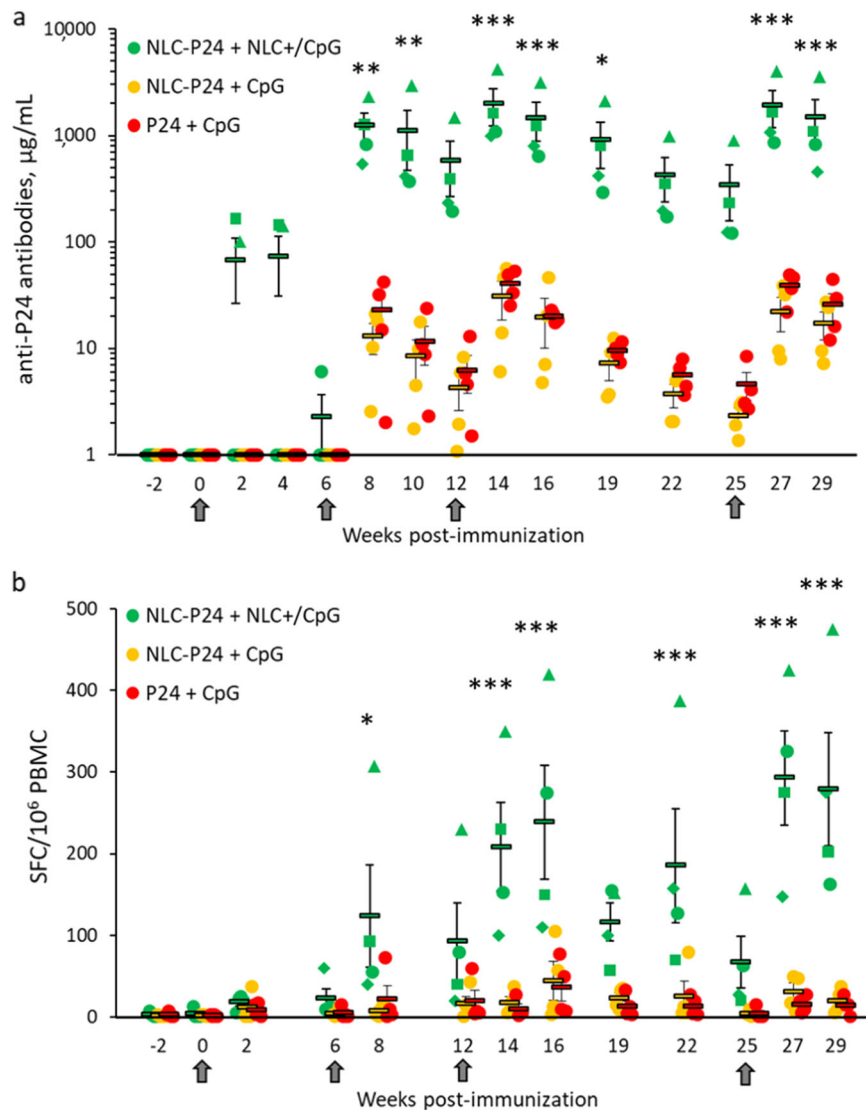 a
10,000
1,000
100
10
1
anti-P24 antibodies, µg/mL
NLC-P24 + NLC+/CpG
NLC-P24 + CpG
P24 + CpG
** ** *** *** * *** ***
-2 0 2 4 6 8 10 12 14 16 19 22 25 27 29
Weeks post-immunization
b
500
400
300
200
100
0
SFC/10⁶ PBMC
NLC-P24 + NLC+/CpG
NLC-P24 + CpG
P24 + CpG
* *** *** *** *** ***
-2 0 2 6 8 12 14 16 19 22 25 27 29
Weeks post-immunization